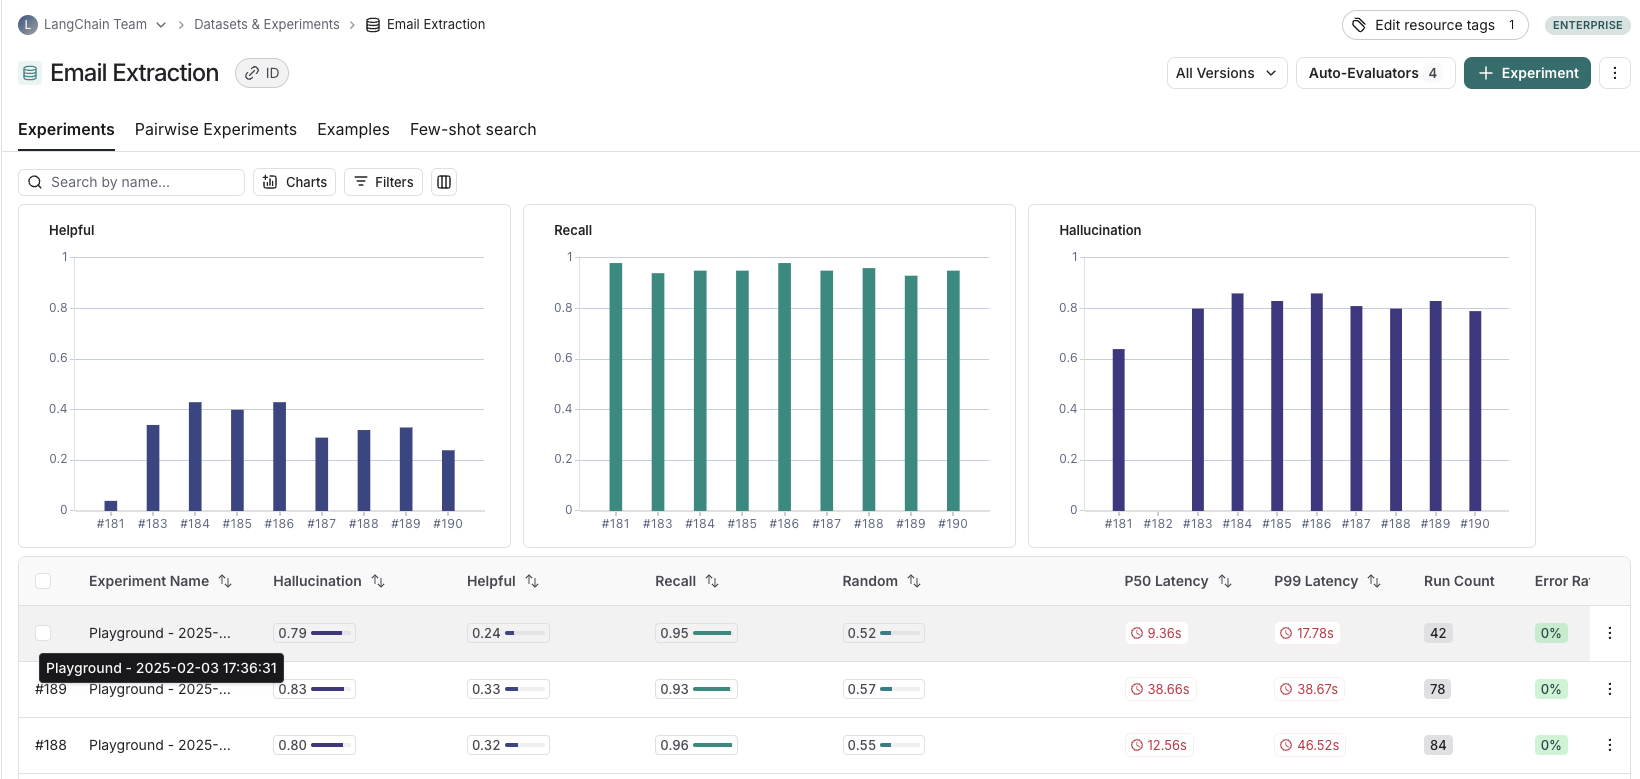 L LangChain Team > Datasets & Experiments > Email Extraction
Edit resource tags 1 ENTERPRISE
Email Extraction ID
All Versions Auto-Evaluators 4 + Experiment
Experiments Pairwise Experiments Examples Few-shot search
Search by name... Charts Filters
Helpful
1
0.8
0.6
0.4
0.2
0
#181 #183 #184 #185 #186 #187 #188 #189 #190
Recall
1
0.8
0.6
0.4
0.2
0
#181 #183 #184 #185 #186 #187 #188 #189 #190
Hallucination
1
0.8
0.6
0.4
0.2
0
#181 #182 #183 #184 #185 #186 #187 #188 #189 #190
Experiment Name Hallucination Helpful Recall Random P50 Latency P99 Latency Run Count Error Ra
Playground - 2025-... 0.79 0.24 0.95 0.52 9.36s 17.78s 42 0%
Playground - 2025-02-03 17:36:31
#189 Playground - 2025-... 0.83 0.33 0.93 0.57 38.66s 38.67s 78 0%
#188 Playground - 2025-... 0.80 0.32 0.96 0.55 12.56s 46.52s 84 0%